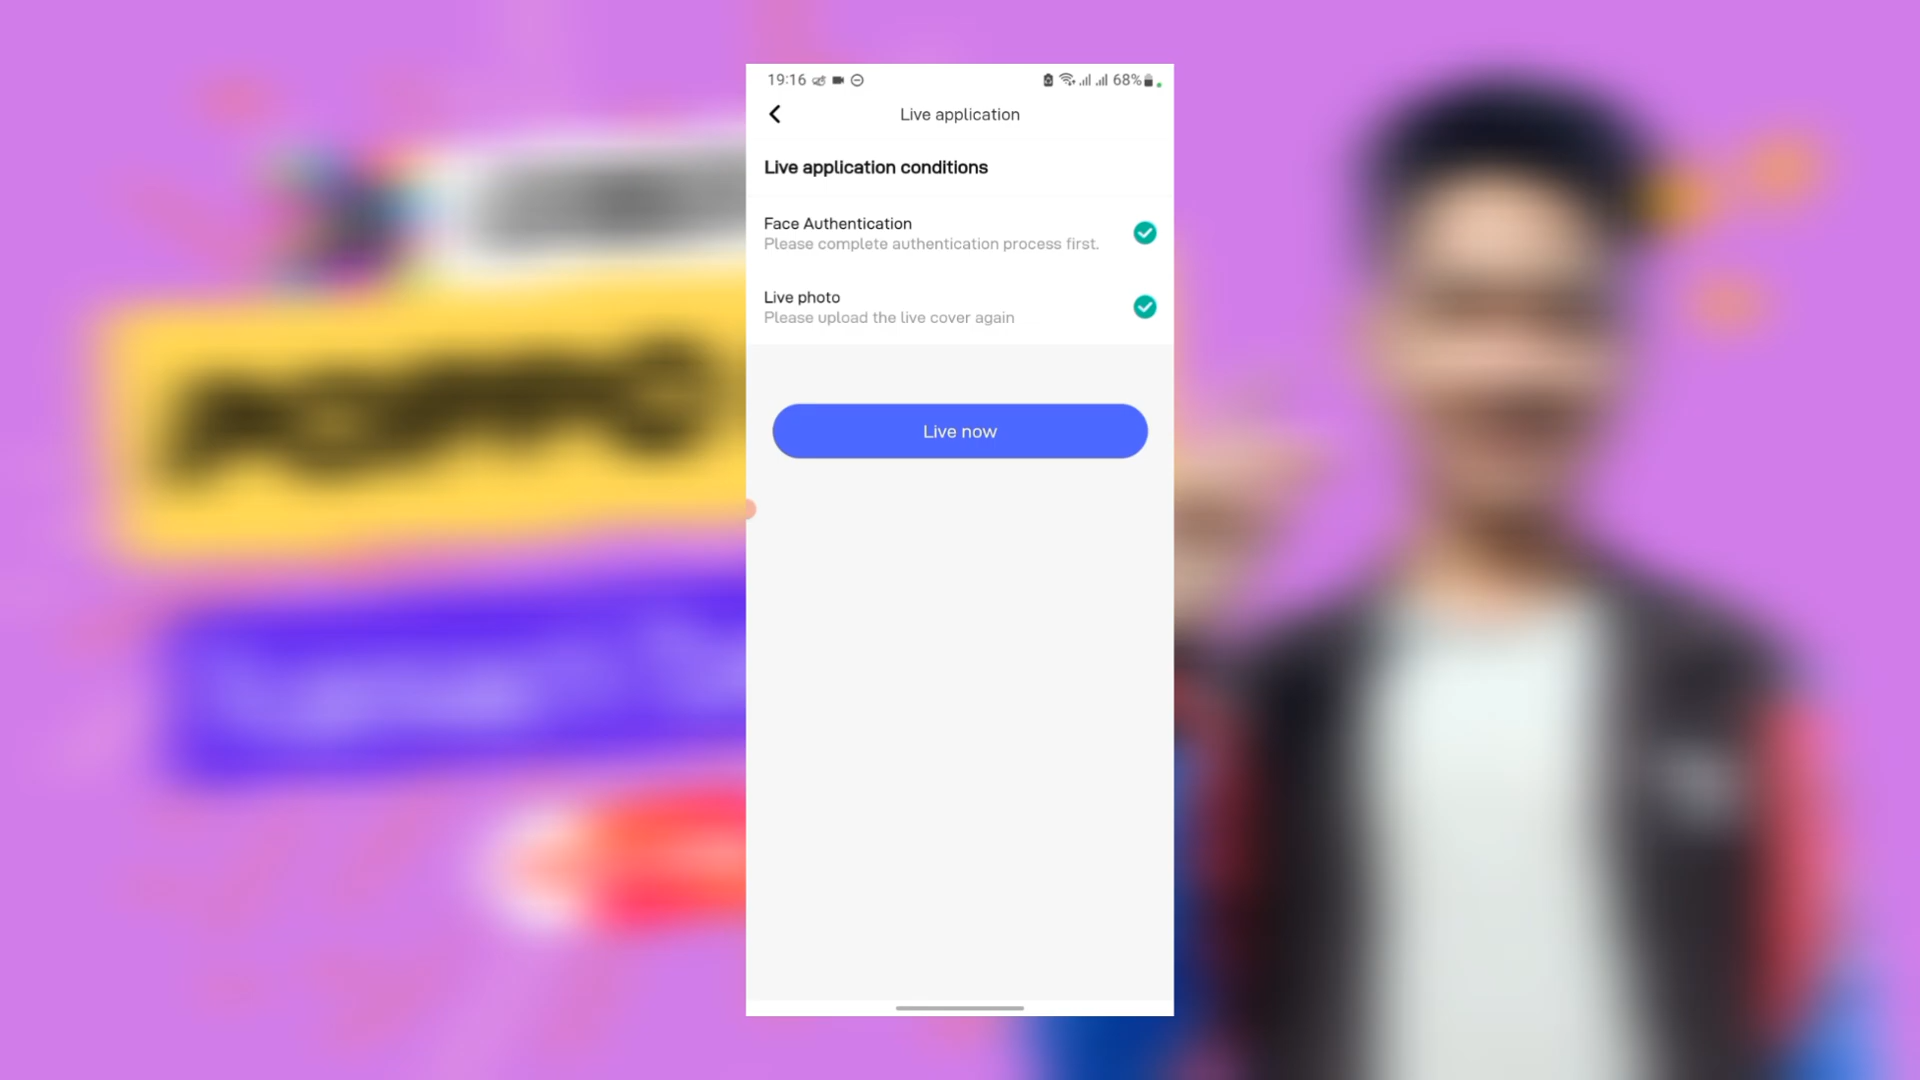 19:16
68%
Live application
Live application conditions
Face Authentication
Please complete authentication process first.
Live photo
Please upload the live cover again
Live now